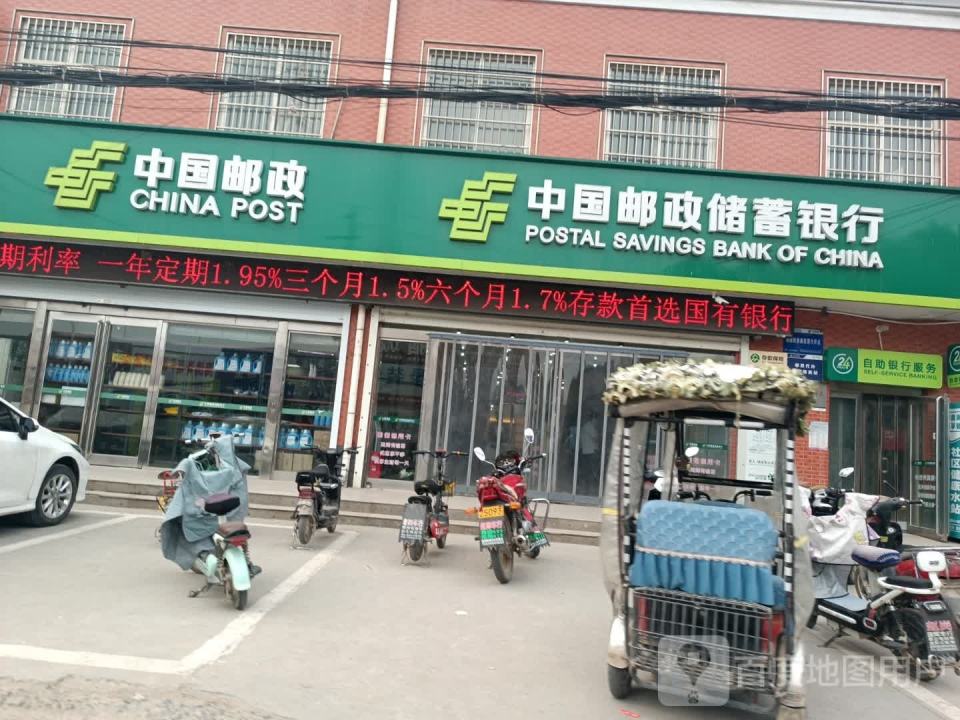 中国邮政
CHINA POST
中国邮政储蓄银行
POSTAL SAVINGS BANK OF CHINA
期利率 一年定期1.95%三个月1.5%六个月1.7%存款首选国有银行
24
自助银行服务
SELF-SERVICE BANKING
百度地图用户